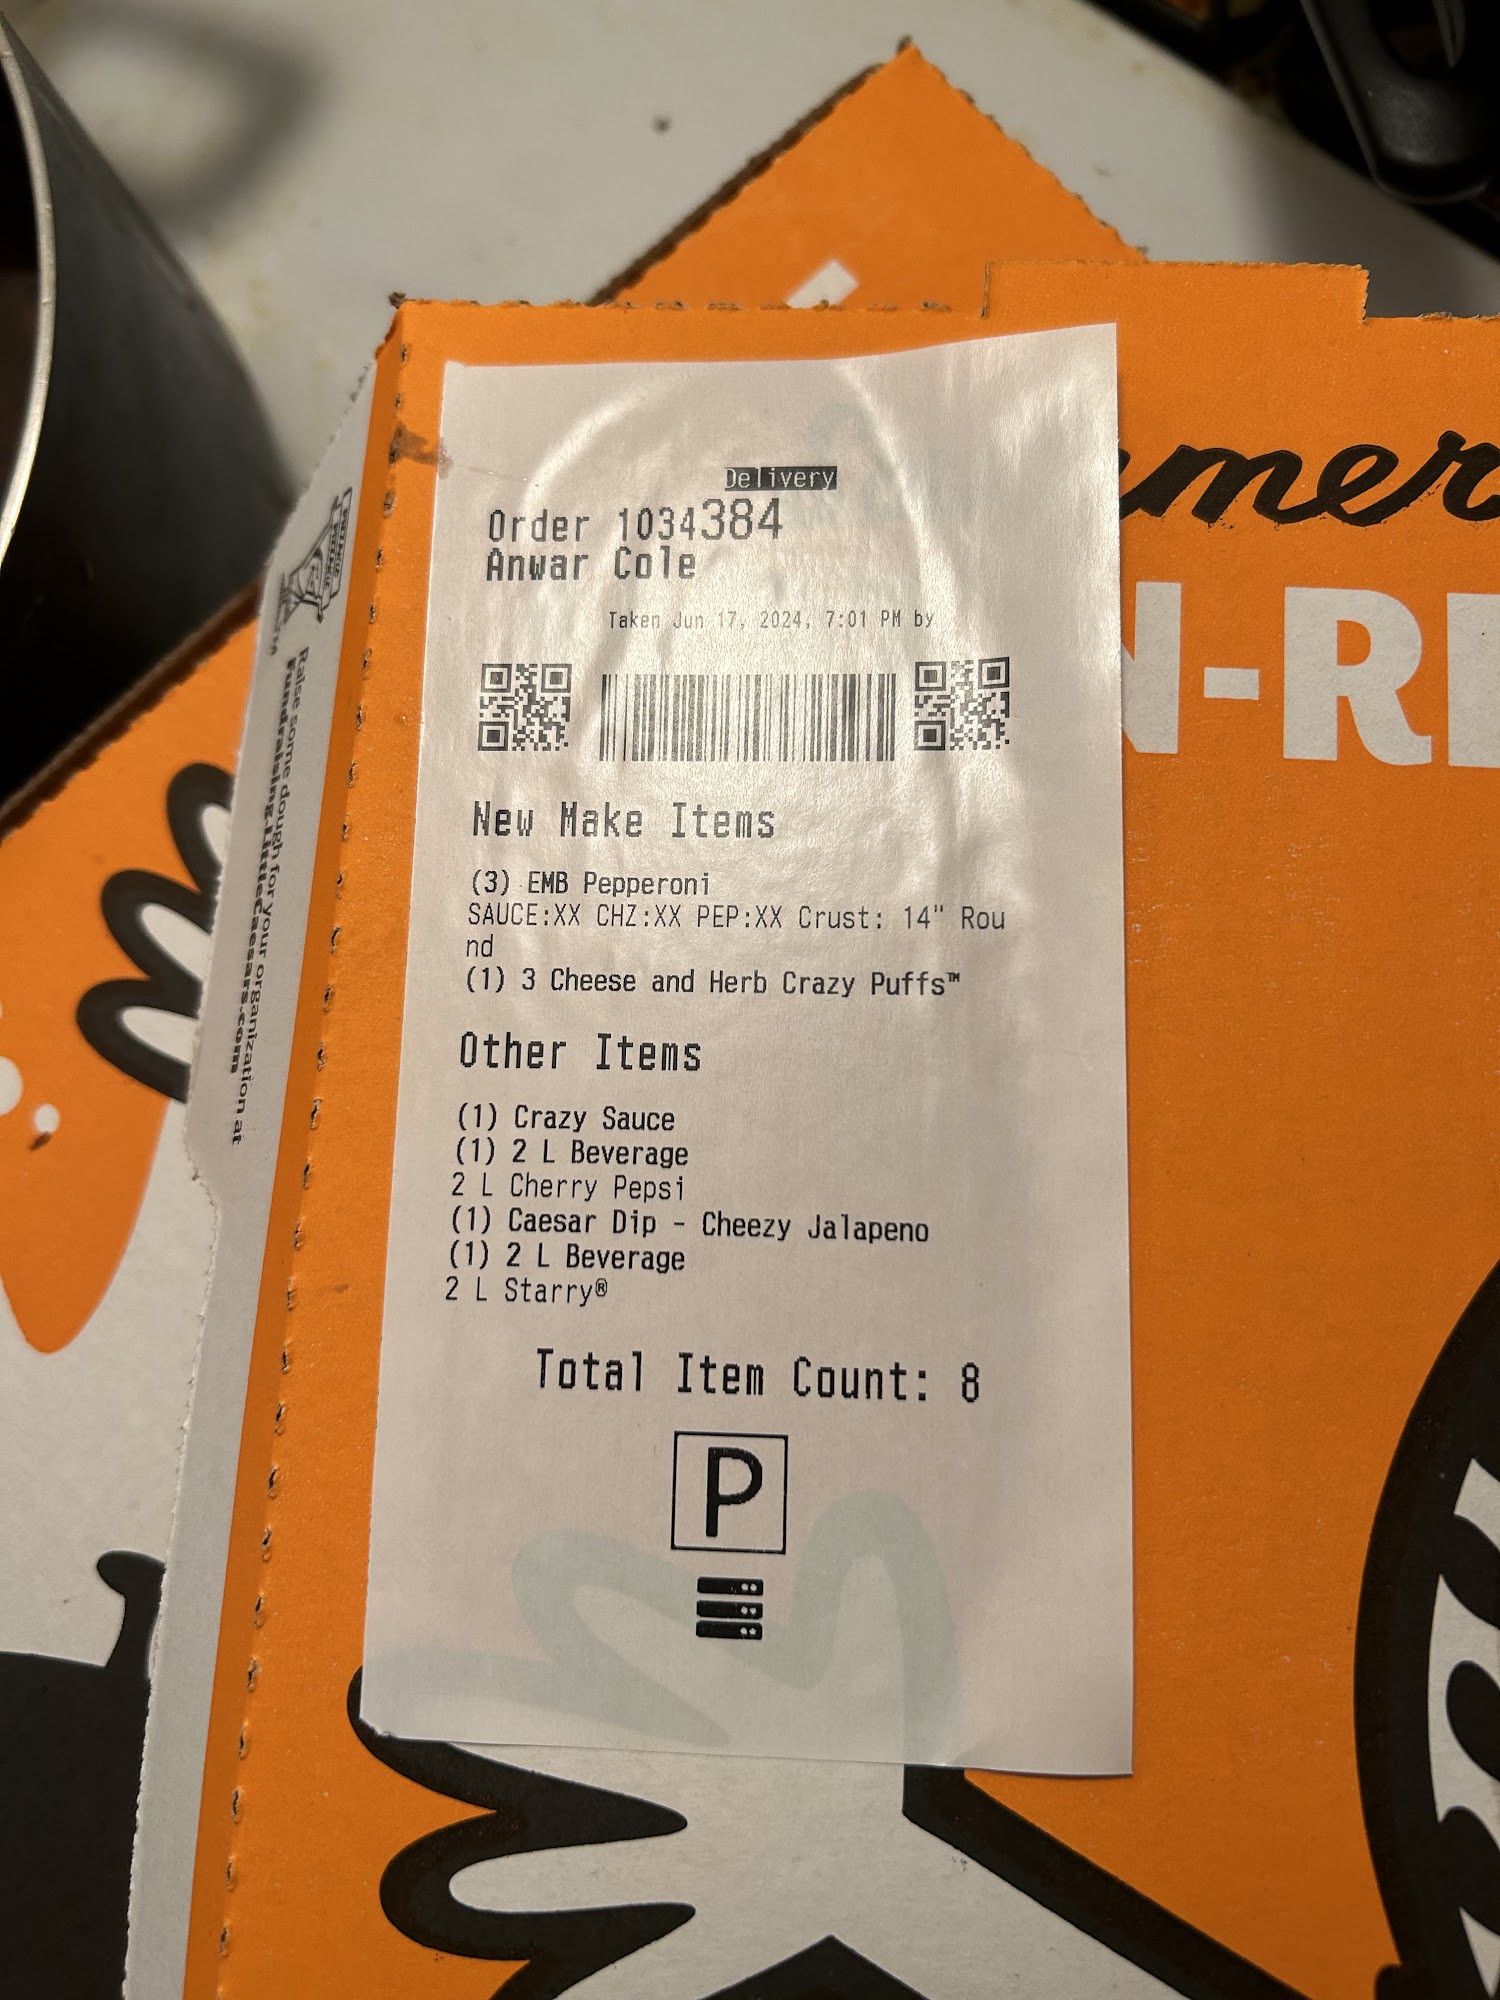 Delivery
Order 1034384
Anwar Cole
Taken Jun 17, 2024, 7:01 PM by
New Make Items
(3) EMB Pepperoni
SAUCE:XX CHZ:XX PEP:XX Crust: 14" Rou
nd
(1) 3 Cheese and Herb Crazy Puffs™
Other Items
(1) Crazy Sauce
(1) 2 L Beverage
2 L Cherry Pepsi
(1) Caesar Dip - Cheezy Jalapeno
(1) 2 L Beverage
2 L Starry®
Total Item Count: 8
P
Raise some dough for your organization at
Fundraising.LittleCaesars.com
mer
N-RE